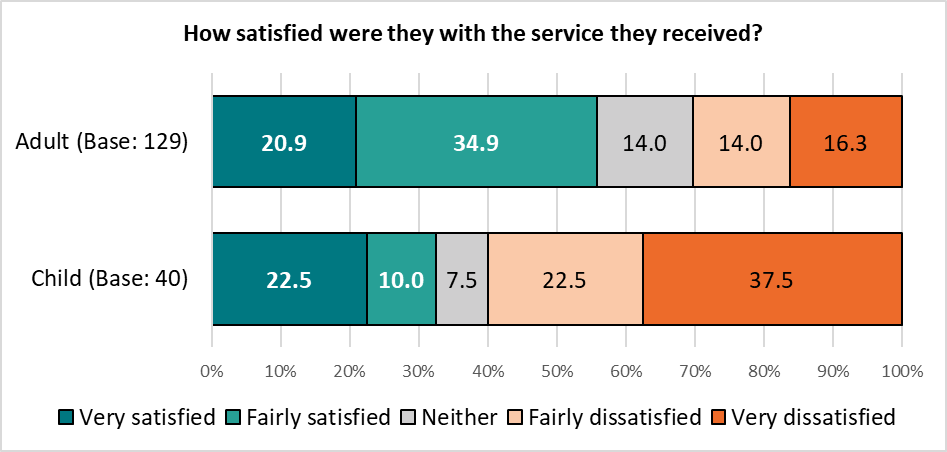 How satisfied were they with the service they received?
Adult (Base: 129)
20.9 34.9 14.0 14.0 16.3
Child (Base: 40)
22.5 10.0 7.5 22.5 37.5
0% 10% 20% 30% 40% 50% 60% 70% 80% 90% 100%
Very satisfied Fairly satisfied Neither Fairly dissatisfied Very dissatisfied